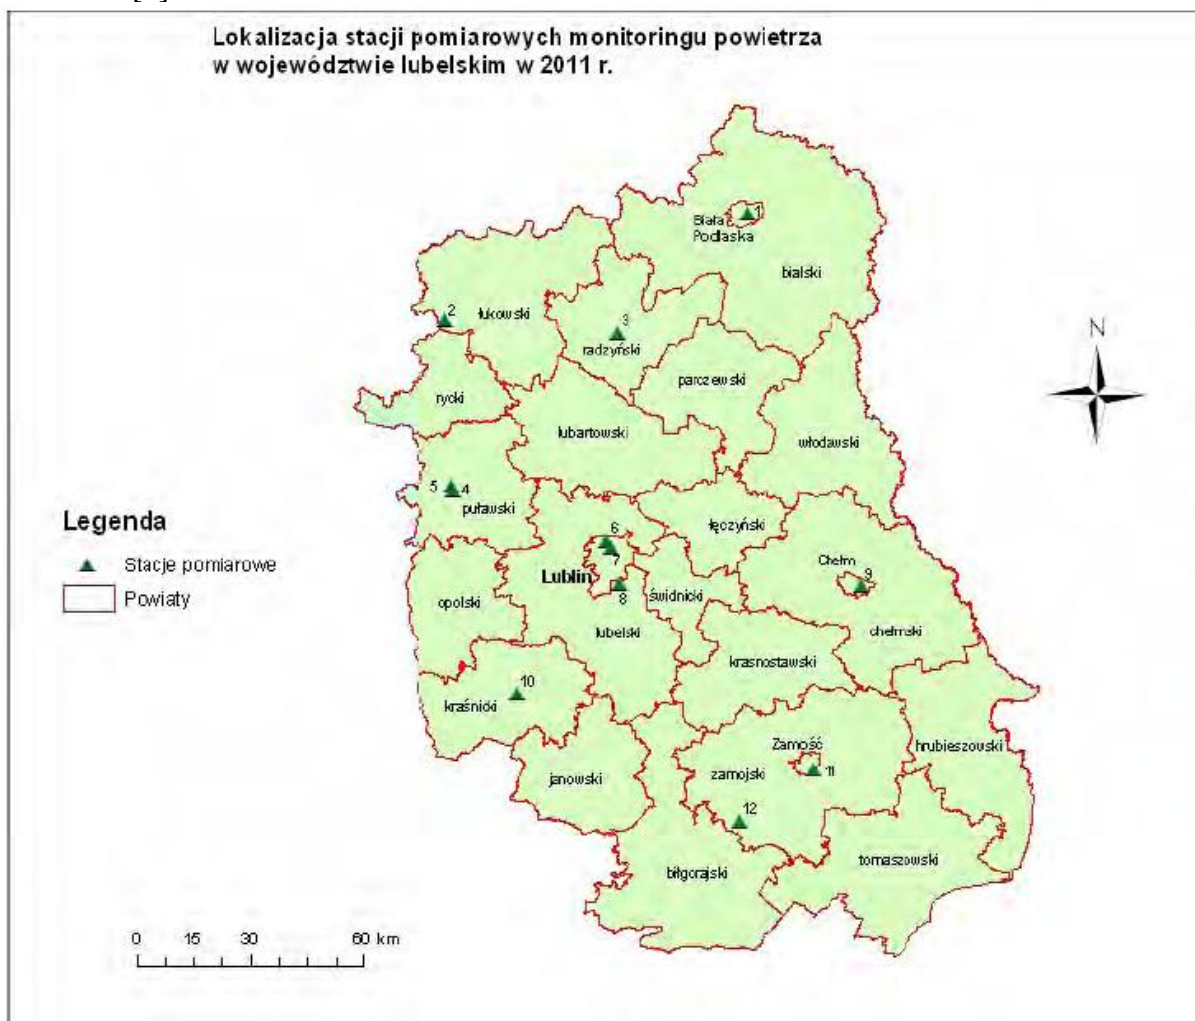 Lokalizacja stacji pomiarowych monitoringu powietrza
w województwie lubelskim w 2011 r.
1
Biała
Podlaska
bialski
N
2
łukowski
3
radzyński
parczewski
rycki
lubartowski
włodawski
5
4
puławski
łęczyński
Legenda
Stacje pomiarowe
Powiaty
6
7
Lublin
8
świdnicki
Chełm
9
chełmski
opolski
lubelski
krasnostawski
10
kraśnicki
janowski
Zamość
zamojski
11
12
hrubieszowski
biłgorajski
tomaszowski
0 15 30 60 km